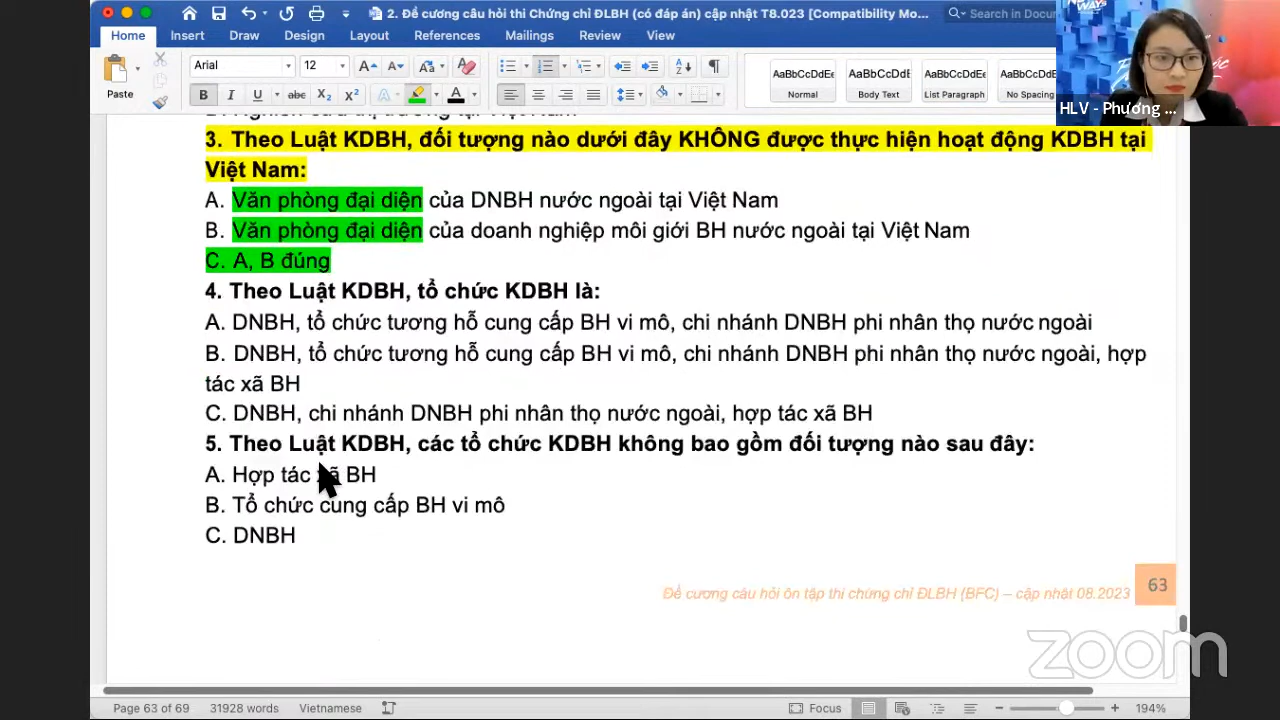 2. Đề cương câu hỏi thi Chứng chỉ ĐLBH (có đáp án) cập nhật T8.023 [Compatibility Mo...
Search in Docum
Home Insert Draw Design Layout References Mailings Review View
Paste
Arial 12
AaBbCcDdEe AaBbCcDdE AaBbCcDdEe AaBbCcDdEe
Normal Body Text List Paragraph No Spacing
HLV - Phương ...
3. Theo Luật KDBH, đối tượng nào dưới đây KHÔNG được thực hiện hoạt động KDBH tại
Việt Nam:
A. Văn phòng đại diện của DNBH nước ngoài tại Việt Nam
B. Văn phòng đại diện của doanh nghiệp môi giới BH nước ngoài tại Việt Nam
C. A, B đúng
4. Theo Luật KDBH, tổ chức KDBH là:
A. DNBH, tổ chức tương hỗ cung cấp BH vi mô, chi nhánh DNBH phi nhân thọ nước ngoài
B. DNBH, tổ chức tương hỗ cung cấp BH vi mô, chi nhánh DNBH phi nhân thọ nước ngoài, hợp
tác xã BH
C. DNBH, chi nhánh DNBH phi nhân thọ nước ngoài, hợp tác xã BH
5. Theo Luật KDBH, các tổ chức KDBH không bao gồm đối tượng nào sau đây:
A. Hợp tác xã BH
B. Tổ chức cung cấp BH vi mô
C. DNBH
Đề cương câu hỏi ôn tập thi chứng chỉ ĐLBH (BFC) – cập nhật 08.2023 63
zoom
Page 63 of 69 31928 words Vietnamese Focus 194%